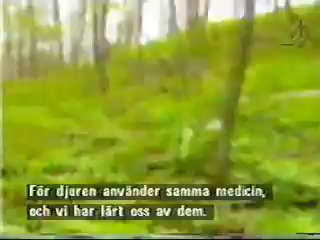 För djuren använder samma medicin,
och vi har lärt oss av dem.